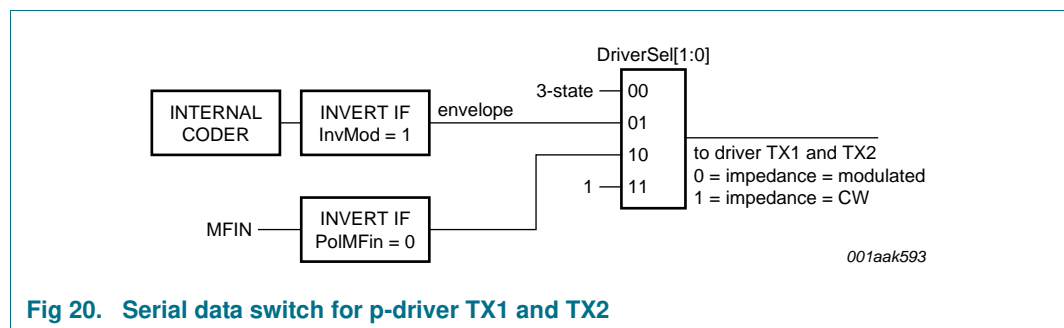 DriverSel[1:0]
3-state
00
INTERNAL
CODER
INVERT IF
InvMod = 1
envelope
01
10
1
11
to driver TX1 and TX2
0 = impedance = modulated
1 = impedance = CW
MFIN
INVERT IF
PolMFin = 0
001aak593
Fig 20. Serial data switch for p-driver TX1 and TX2